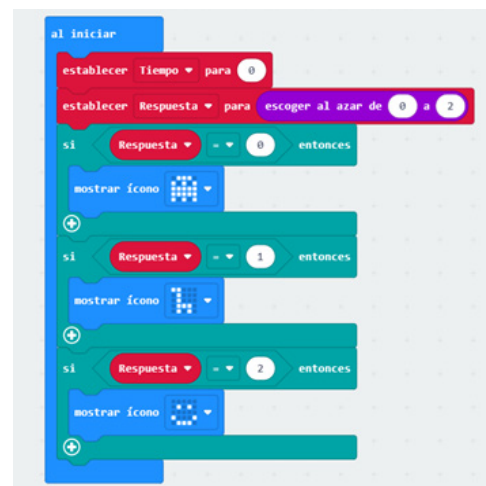 al iniciar
establecer Tiempo para 0
establecer Respuesta para escoger al azar de 0 a 2
si Respuesta = 0 entonces
mostrar ícono
si Respuesta = 1 entonces
mostrar ícono
si Respuesta = 2 entonces
mostrar ícono